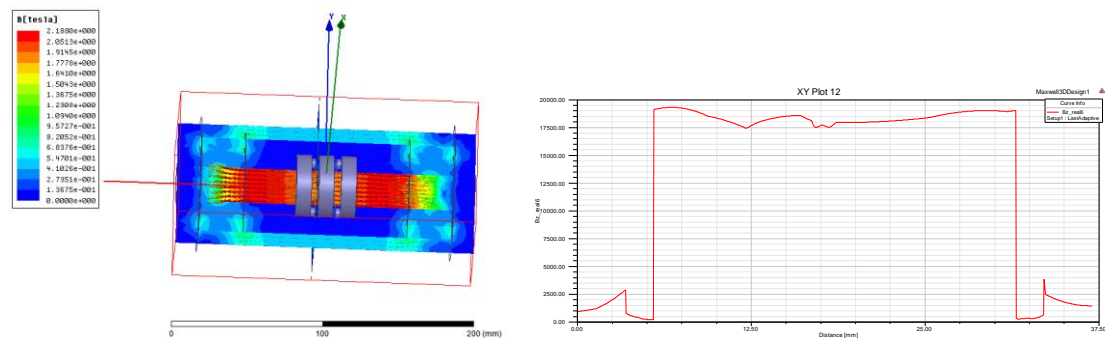 B[tesla]
2.1880e+000
2.0513e+000
1.9145e+000
1.7778e+000
1.6410e+000
1.5043e+000
1.3675e+000
1.2308e+000
1.0940e+000
9.5727e-001
8.2052e-001
6.8376e-001
5.4701e-001
4.1026e-001
2.7351e-001
1.3675e-001
0.0000e+000
Y
X
0
100
200 (mm)
XY Plot 12
Maxwell3DDesign1
Curve Info
Bz_real6
Setup1 : LastAdaptive
20000.00
17500.00
15000.00
12500.00
10000.00
7500.00
5000.00
2500.00
0.00
Bz_real6
0.00
12.50
25.00
37.50
Distance [mm]